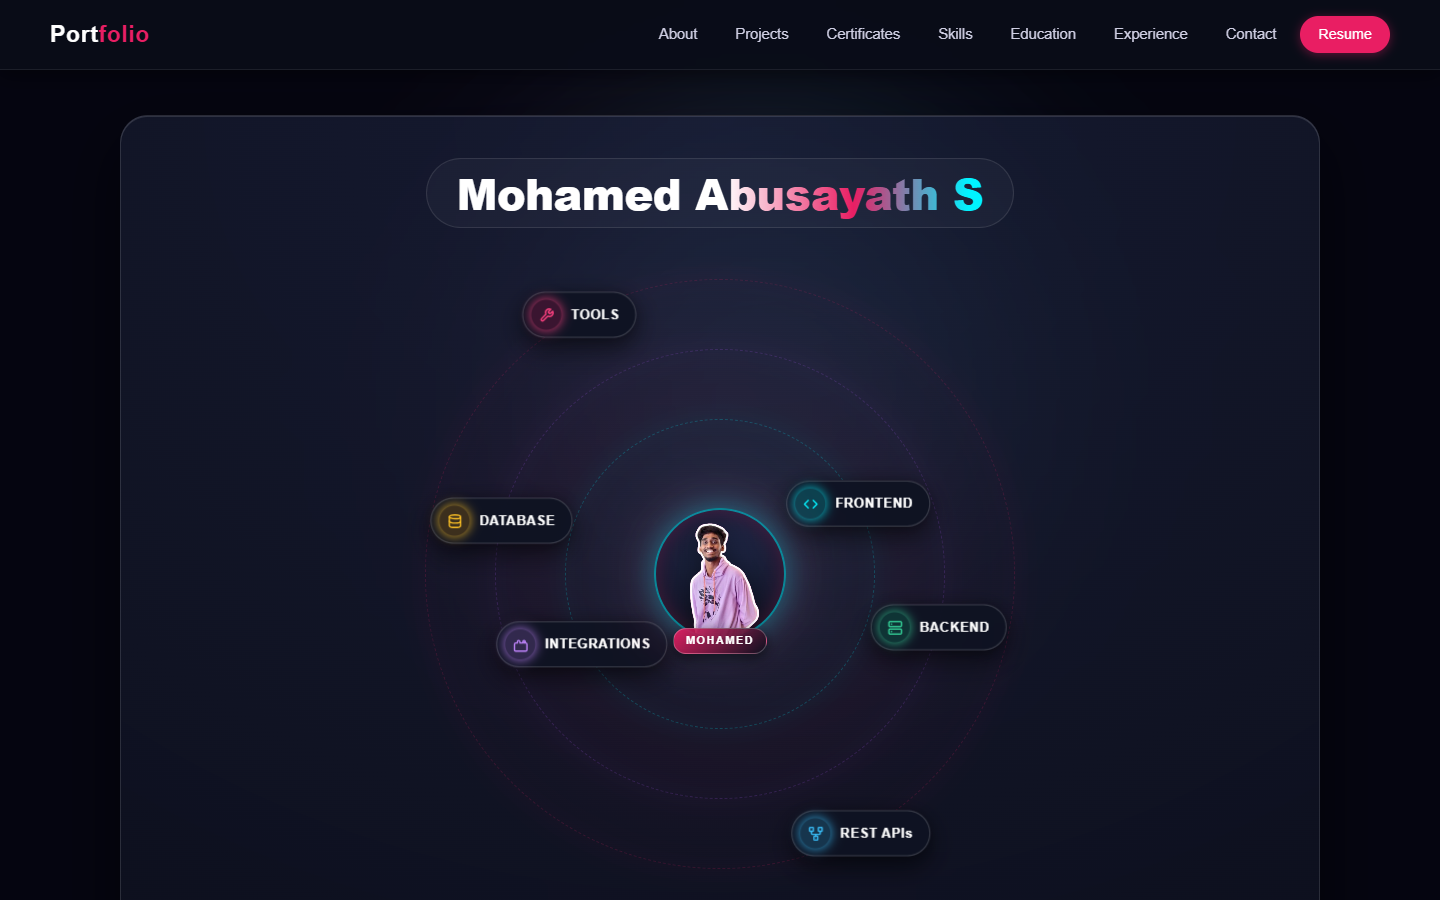 Portfolio
About Projects Certificates Skills Education Experience Contact Resume
Mohamed Abusayath S
TOOLS
FRONTEND
DATABASE
BACKEND
INTEGRATIONS
MOHAMED
REST APIs